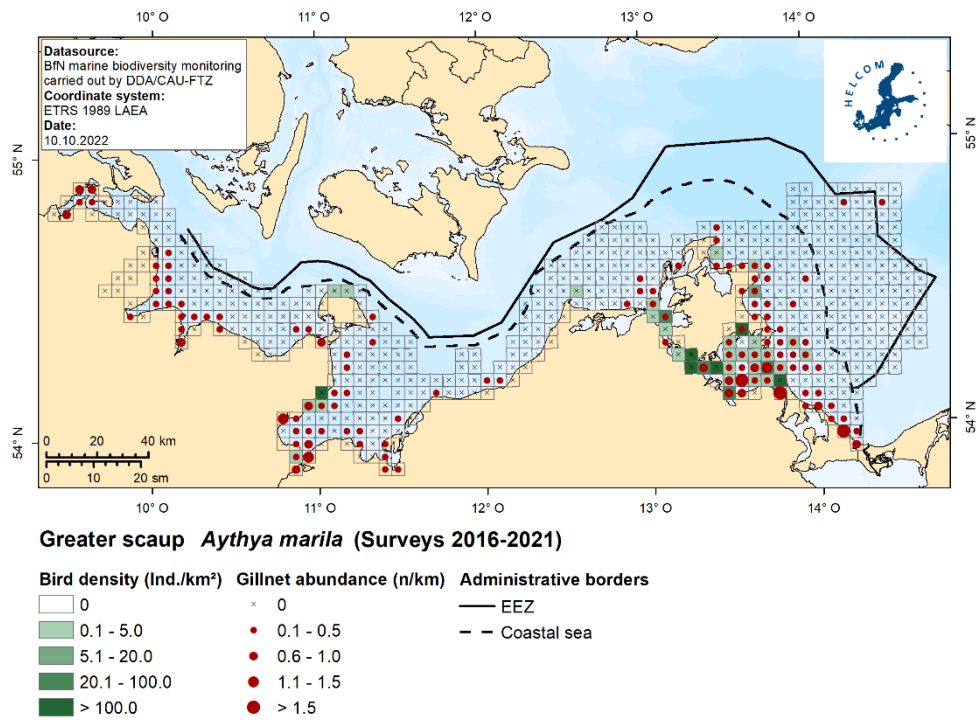 10° O 11° O 12° O 13° O 14° O
Datasource:
BfN marine biodiversity monitoring
carried out by DDA/CAU-FTZ
Coordinate system:
ETRS 1989 LAEA
Date:
10.10.2022
HELCOM
55° N 55° N
54° N 54° N
0 20 40 km
0 10 20 sm
10° O 11° O 12° O 13° O 14° O
Greater scaup Aythya marila (Surveys 2016-2021)
Bird density (Ind./km²) Gillnet abundance (n/km) Administrative borders
0 0 EEZ
0.1 - 5.0 0.1 - 0.5 Coastal sea
5.1 - 20.0 0.6 - 1.0
20.1 - 100.0 1.1 - 1.5
> 100.0 > 1.5